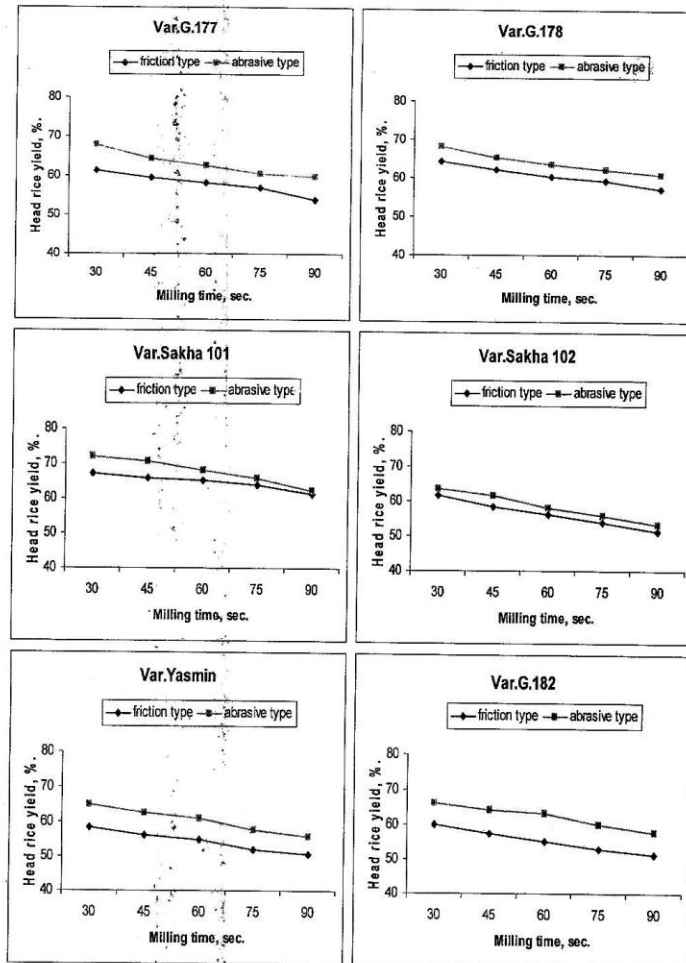 Var.G.177
friction type abrasive type
Head rice yield, %.
80
70
60
50
40
30 45 60 75 90
Milling time, sec.
Var.G.178
friction type abrasive type
Head rice yield, %.
80
70
60
50
40
30 45 60 75 90
Milling time, sec.
Var.Sakha 101
friction type abrasive type
Head rice yield, %.
80
70
60
50
40
30 45 60 75 90
Milling time, sec.
Var.Sakha 102
friction type abrasive type
Head rice yield, %.
80
70
60
50
40
30 45 60 75 90
Milling time, sec.
Var.Yasmin
friction type abrasive type
Head rice yield, %.
80
70
60
50
40
30 45 60 75 90
Milling time, sec.
Var.G.182
friction type abrasive type
Head rice yield, %.
80
70
60
50
40
30 45 60 75 90
Milling time, sec.